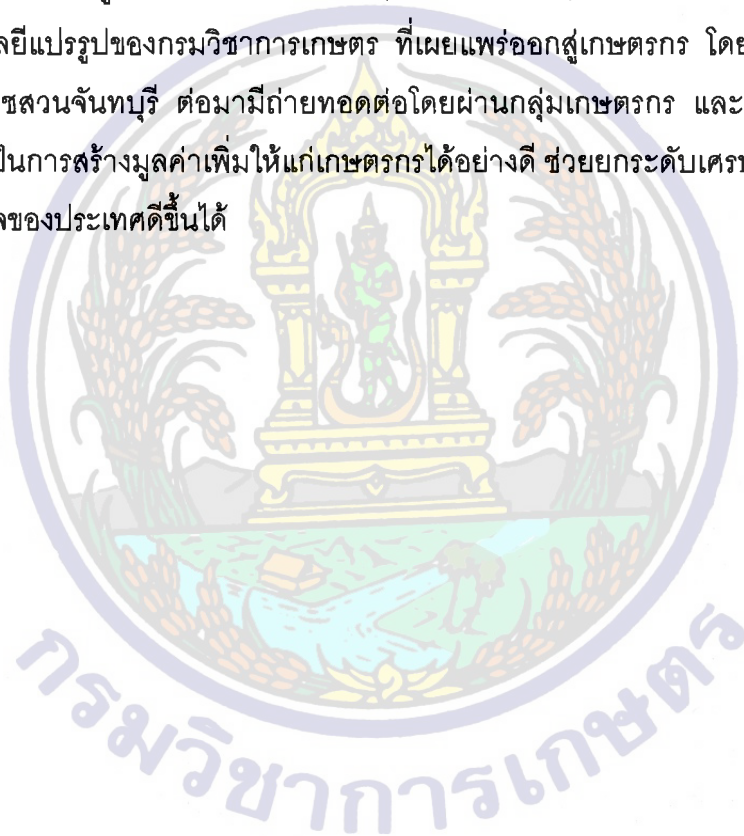 ลยีแปรรูปของกรมวิชาการเกษตร ที่เผยแพร่ออกสู่เกษตรกร โดย
ชสวนจันทบุรี ต่อมามีถ่ายทอดต่อโดยผ่านกลุ่มเกษตรกร และ
ป็นการสร้างมูลค่าเพิ่มให้แก่เกษตรกรได้อย่างดี ช่วยยกระดับเศร
ของประเทศดีขึ้นได้
กรมวิชาการเกษตร